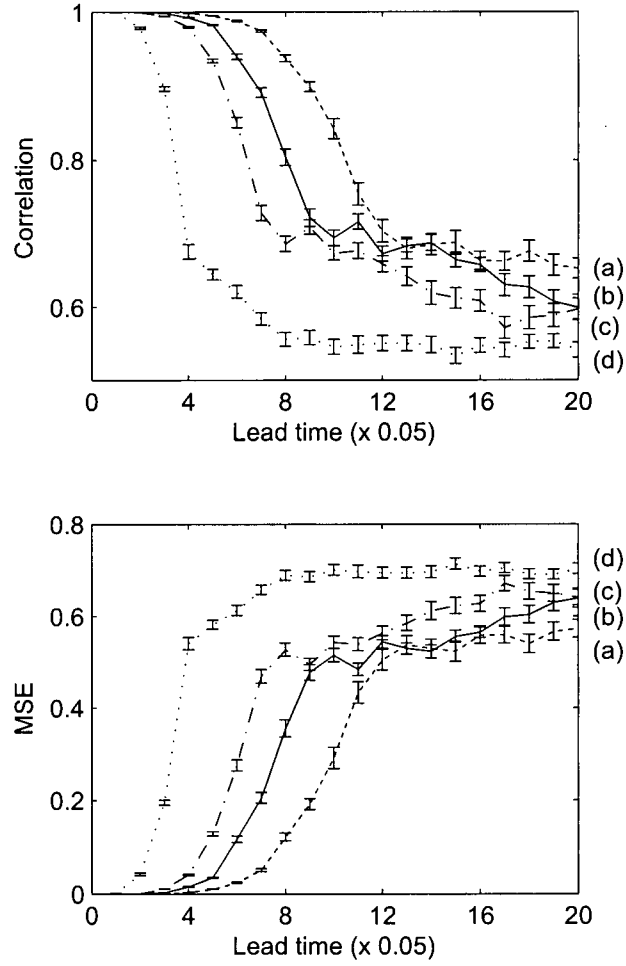 1
0.8
0.6
Correlation
0 4 8 12 16 20
Lead time (x 0.05)
(a)
(b)
(c)
(d)
0.8
0.6
0.4
0.2
0
MSE
0 4 8 12 16 20
Lead time (x 0.05)
(d)
(c)
(b)
(a)